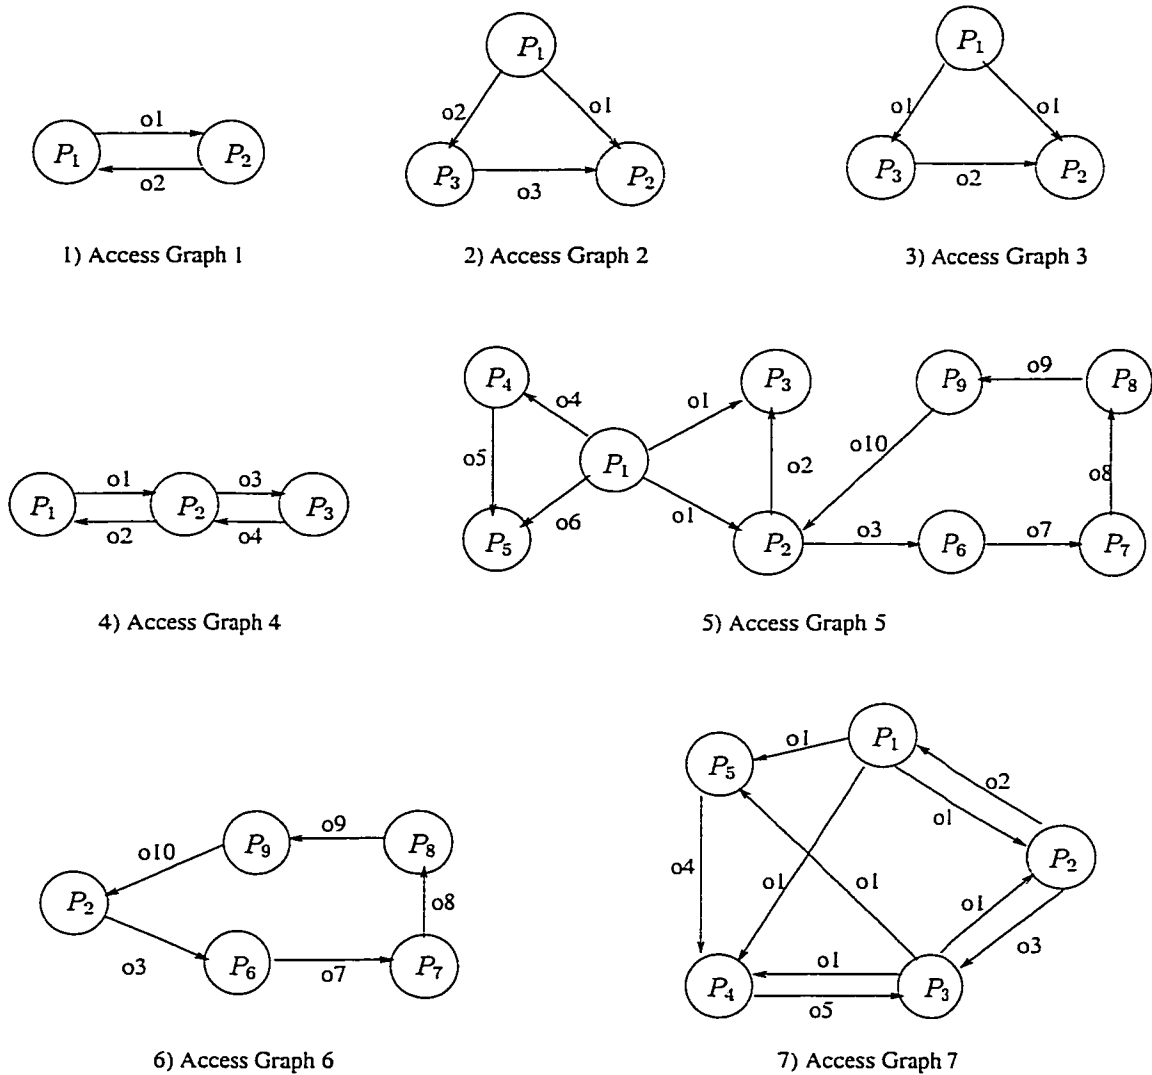 P1
o1
P2
o2
1) Access Graph 1
P1
o2
o1
P3
o3
P2
2) Access Graph 2
P1
o1
o1
P3
o2
P2
3) Access Graph 3
P1
o1
P2
o3
P3
o2
o4
4) Access Graph 4
P4
o4
o1
P3
P9
o9
P8
o5
P1
o2
o10
o8
P5
o6
o1
P2
o3
P6
o7
P7
5) Access Graph 5
o10
P9
o9
P8
P2
o8
o3
P6
o7
P7
6) Access Graph 6
P5
o1
P1
o2
o1
P2
o4
o1
o1
o1
o3
P4
o1
P3
o5
7) Access Graph 7